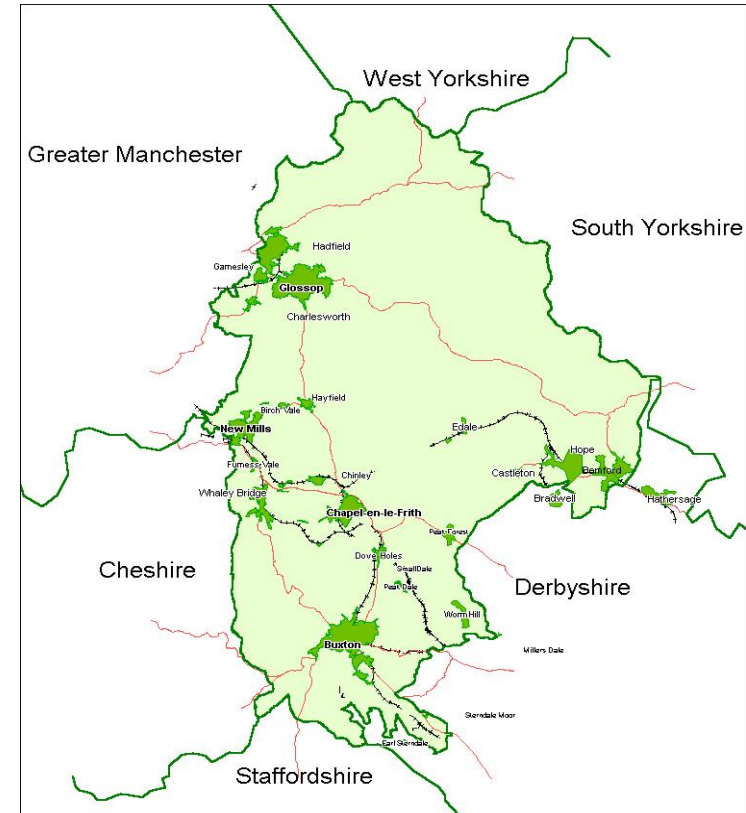 West Yorkshire
Greater Manchester
South Yorkshire
Hadfield
Gamesley
Glossop
Charlesworth
Hayfield
Birch Vale
New Mills
Edale
Hope
Furness Vale
Chinley
Castleton
Bamford
Whaley Bridge
Bradwell
Hathersage
Chapel-en-le-Frith
Peak Forest
Dove Holes
Cheshire
SmallDale
Derbyshire
Peak Dale
Worm Hill
Buxton
Millers Dale
Sterndale Moor
Earl Sterndale
Staffordshire